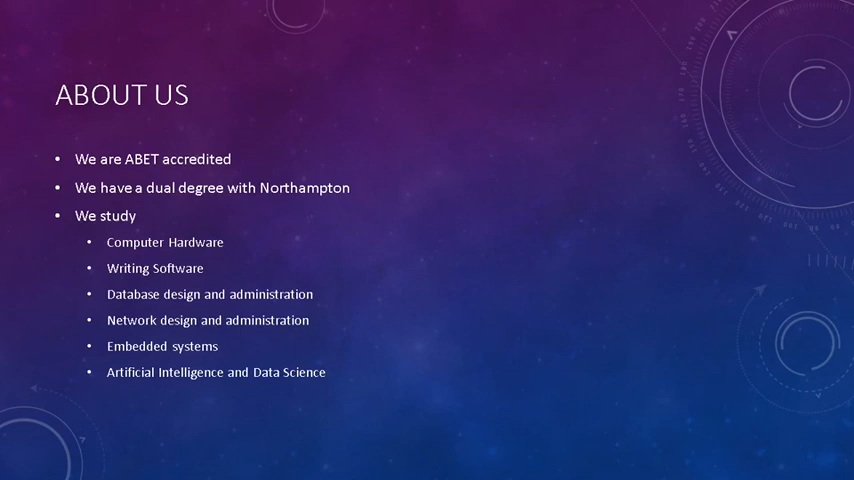 ABOUT US
• We are ABET accredited
• We have a dual degree with Northampton
• We study
• Computer Hardware
• Writing Software
• Database design and administration
• Network design and administration
• Embedded systems
• Artificial Intelligence and Data Science